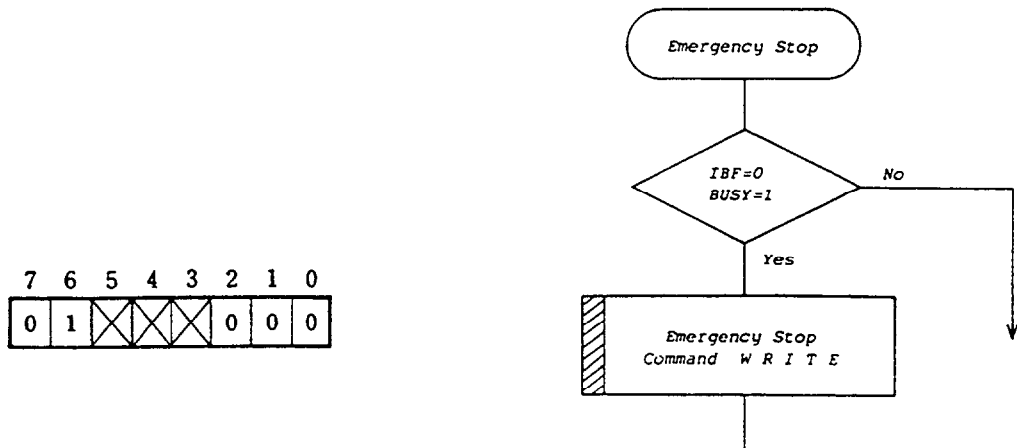 Emergency Stop
IBF=0
BUSY=1
No
Yes
7 6 5 4 3 2 1 0
0 1 0 0 0
Emergency Stop
Command W R I T E